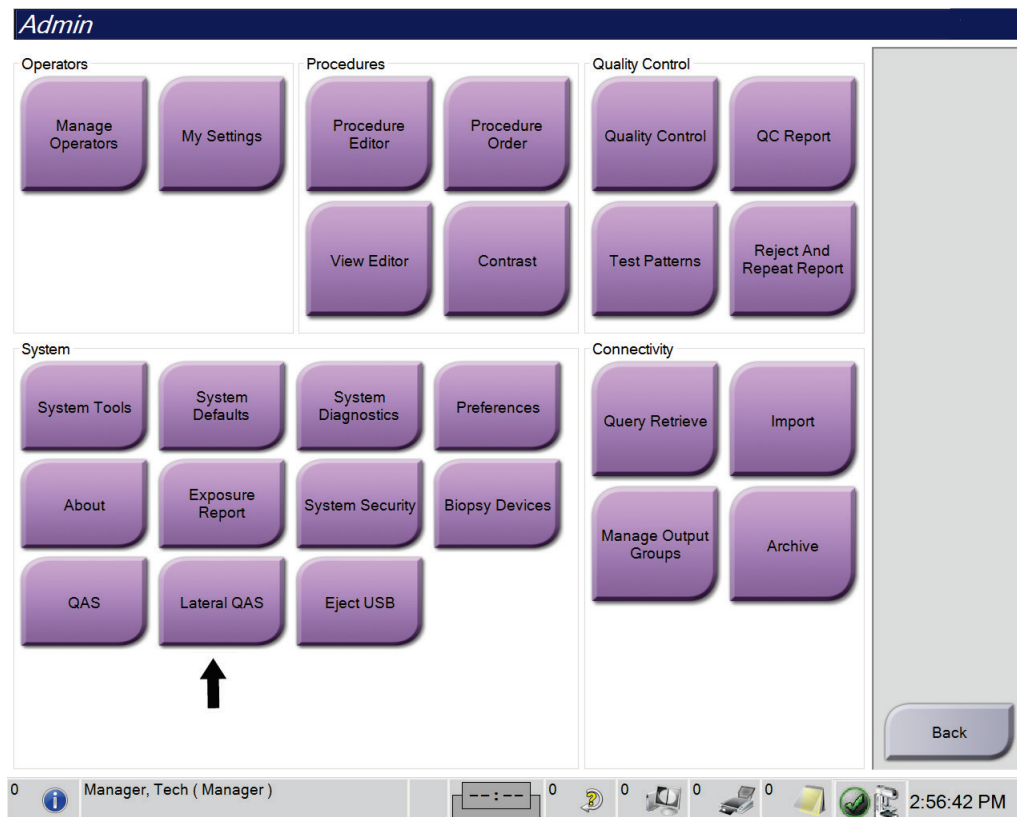 Admin
Operators
Manage
Operators
My Settings
Procedures
Procedure
Editor
Procedure
Order
View Editor
Contrast
Quality Control
Quality Control
QC Report
Test Patterns
Reject And
Repeat Report
System
System Tools
System
Defaults
System
Diagnostics
Preferences
About
Exposure
Report
System Security
Biopsy Devices
QAS
Lateral QAS
Eject USB
Connectivity
Query Retrieve
Import
Manage Output
Groups
Archive
Back
0
Manager, Tech ( Manager )
--:--
0
0
0
0
2:56:42 PM